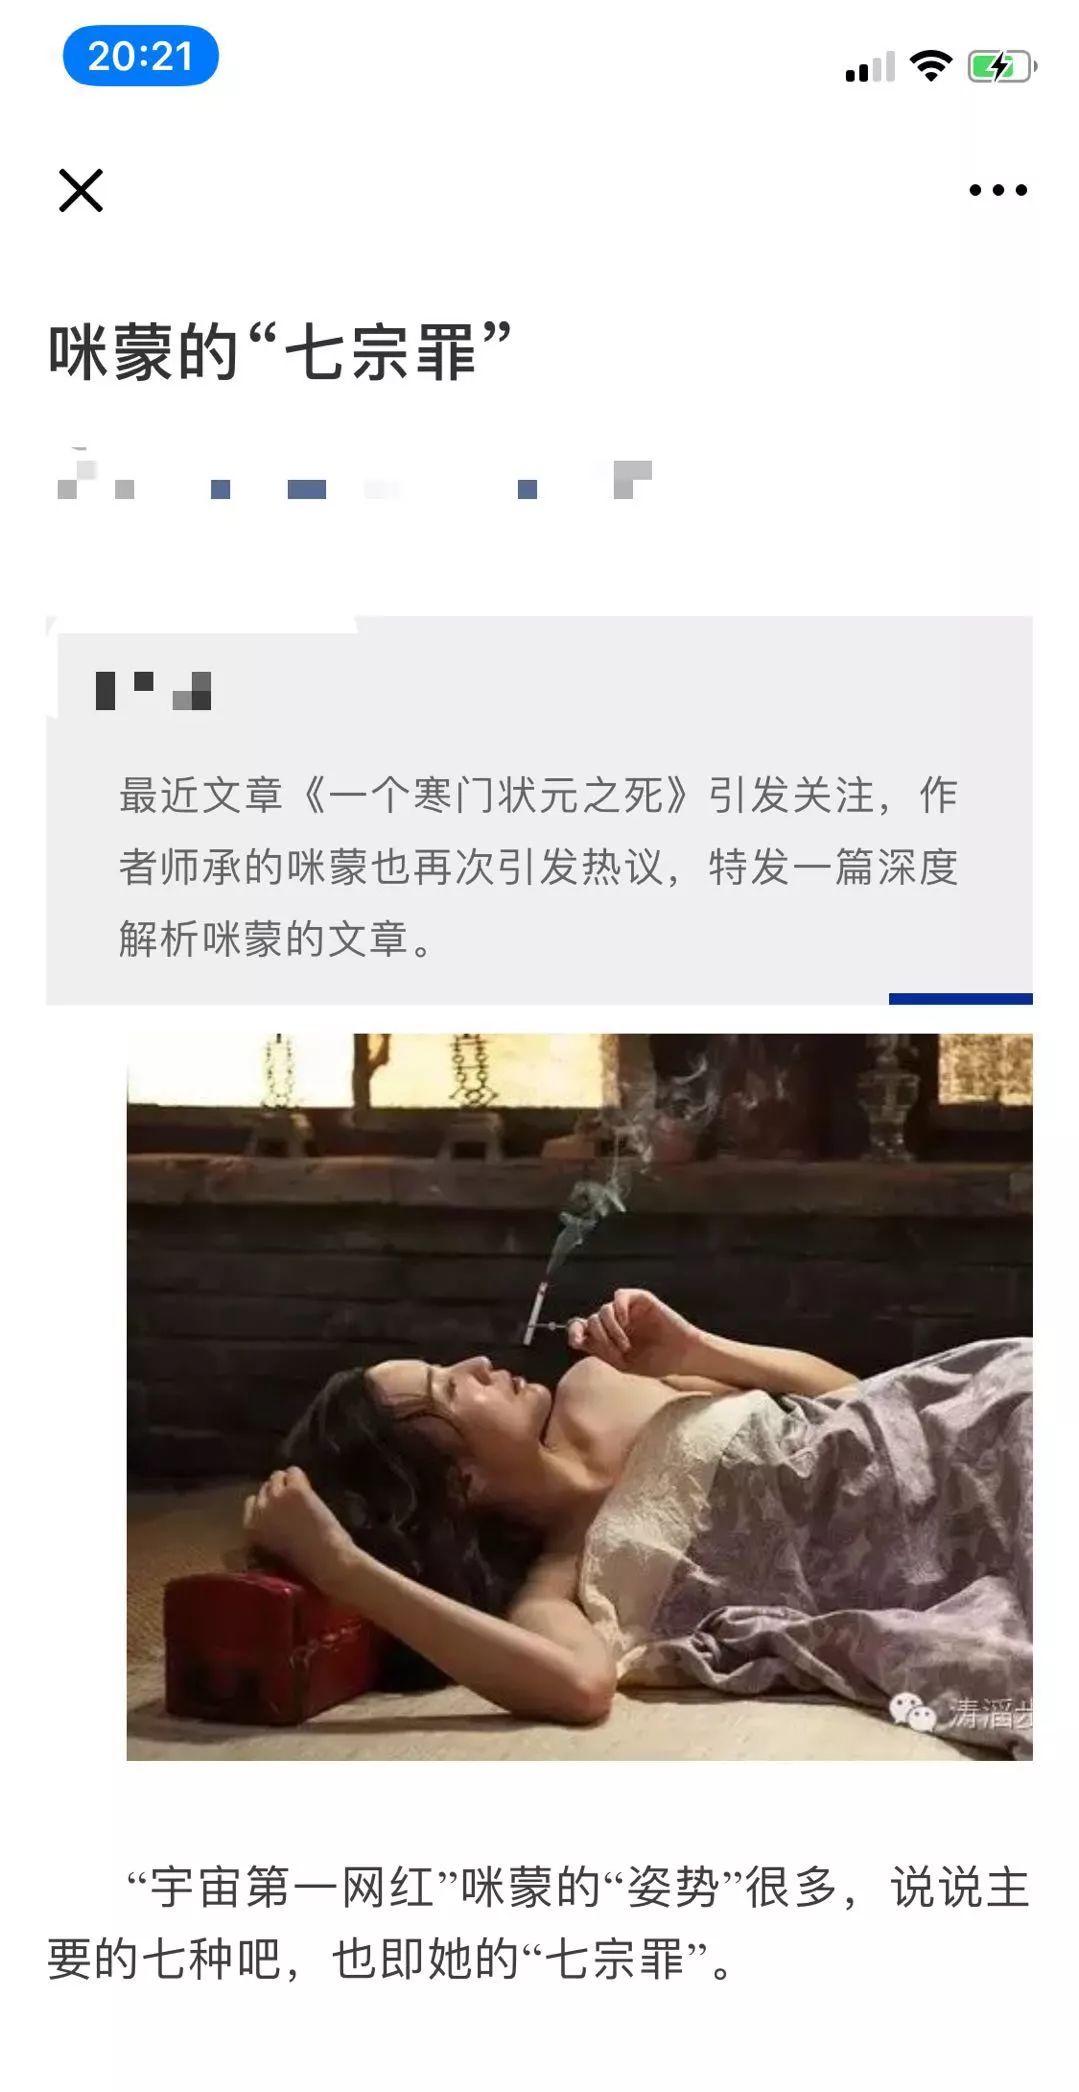 20:21
咪蒙的“七宗罪”
最近文章《一个寒门状元之死》引发关注，作
者师承的咪蒙也再次引发热议，特发一篇深度
解析咪蒙的文章。
涛滔
“宇宙第一网红”咪蒙的“姿势”很多，说说主
要的七种吧，也即她的“七宗罪”。